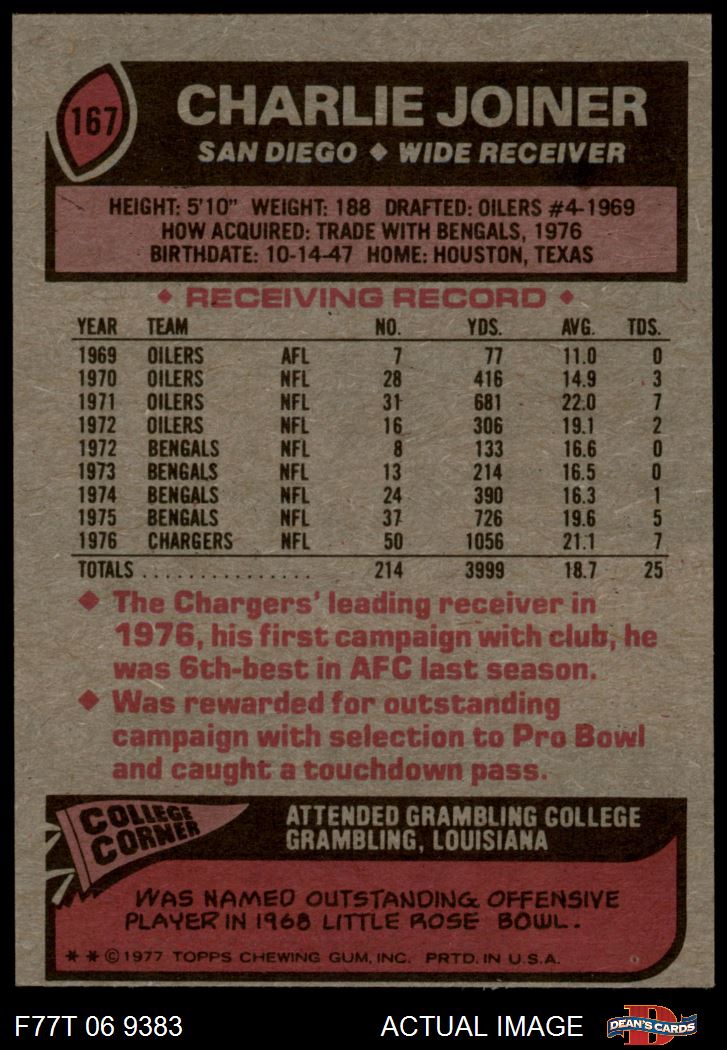 167
CHARLIE JOINER
SAN DIEGO ◆ WIDE RECEIVER
HEIGHT: 5'10" WEIGHT: 188 DRAFTED: OILERS #4-1969
HOW ACQUIRED: TRADE WITH BENGALS, 1976
BIRTHDATE: 10-14-47 HOME: HOUSTON, TEXAS
◆ RECEIVING RECORD ◆
YEAR TEAM NO. YDS. AVG. TDS.
1969 OILERS AFL 7 77 11.0 0
1970 OILERS NFL 28 416 14.9 3
1971 OILERS NFL 31 681 22.0 7
1972 OILERS NFL 16 306 19.1 2
1972 BENGALS NFL 8 133 16.6 0
1973 BENGALS NFL 13 214 16.5 0
1974 BENGALS NFL 24 390 16.3 1
1975 BENGALS NFL 37 726 19.6 5
1976 CHARGERS NFL 50 1056 21.1 7
TOTALS ................ 214 3999 18.7 25
◆ The Chargers' leading receiver in
1976, his first campaign with club, he
was 6th-best in AFC last season.
◆ Was rewarded for outstanding
campaign with selection to Pro Bowl
and caught a touchdown pass.
COLLEGE
CORNER
ATTENDED GRAMBLING COLLEGE
GRAMBLING, LOUISIANA
WAS NAMED OUTSTANDING OFFENSIVE
PLAYER IN 1968 LITTLE ROSE BOWL.
* * © 1977 TOPPS CHEWING GUM, INC. PRTD. IN U.S.A.
F77T 06 9383
ACTUAL IMAGE
D
DEAN'S CARDS